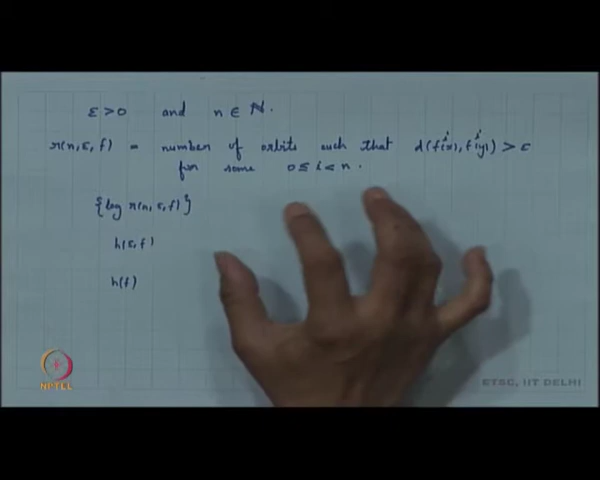 ε > 0 and n ∈ ℕ.
r(n, ε, f) = number of orbits such that d(fⁱ(x), fⁱ(y)) > ε
for some 0 ≤ i < n.
{log r(n, ε, f)}
h(ε, f)
h(f)
NPTEL
ETSC, IIT DELHI